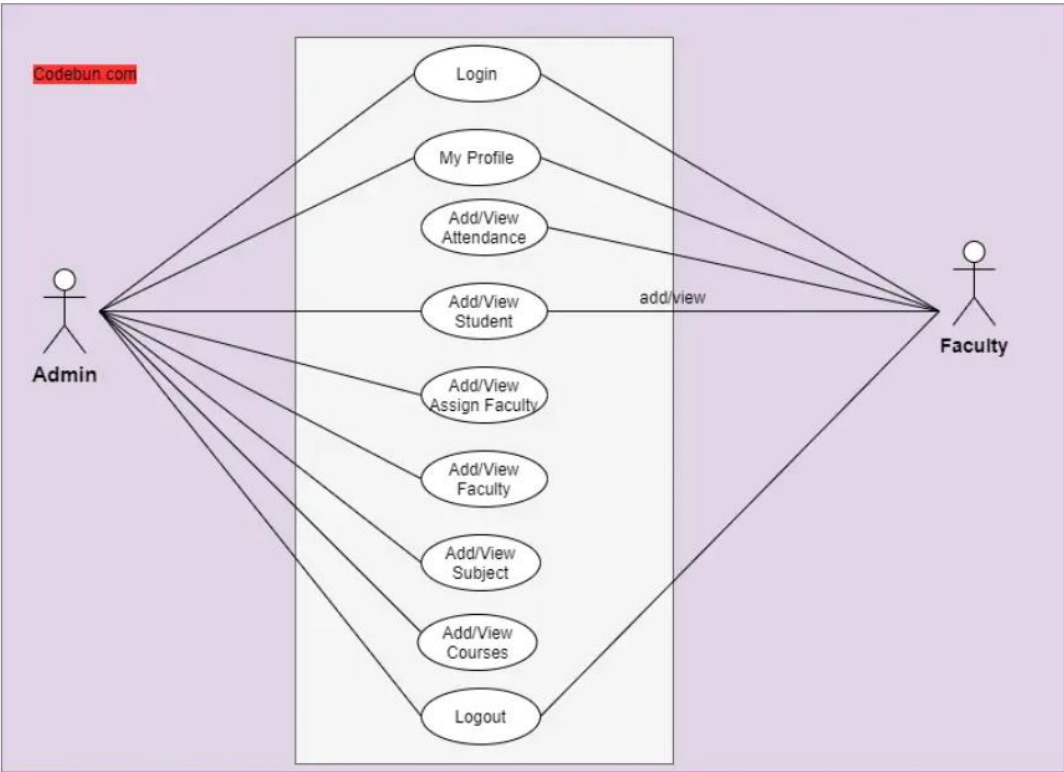 Codebun.com
Login
My Profile
Add/View
Attendance
Add/View
Student
add/view
Add/View
Assign Faculty
Add/View
Faculty
Add/View
Subject
Add/View
Courses
Logout
Admin
Faculty